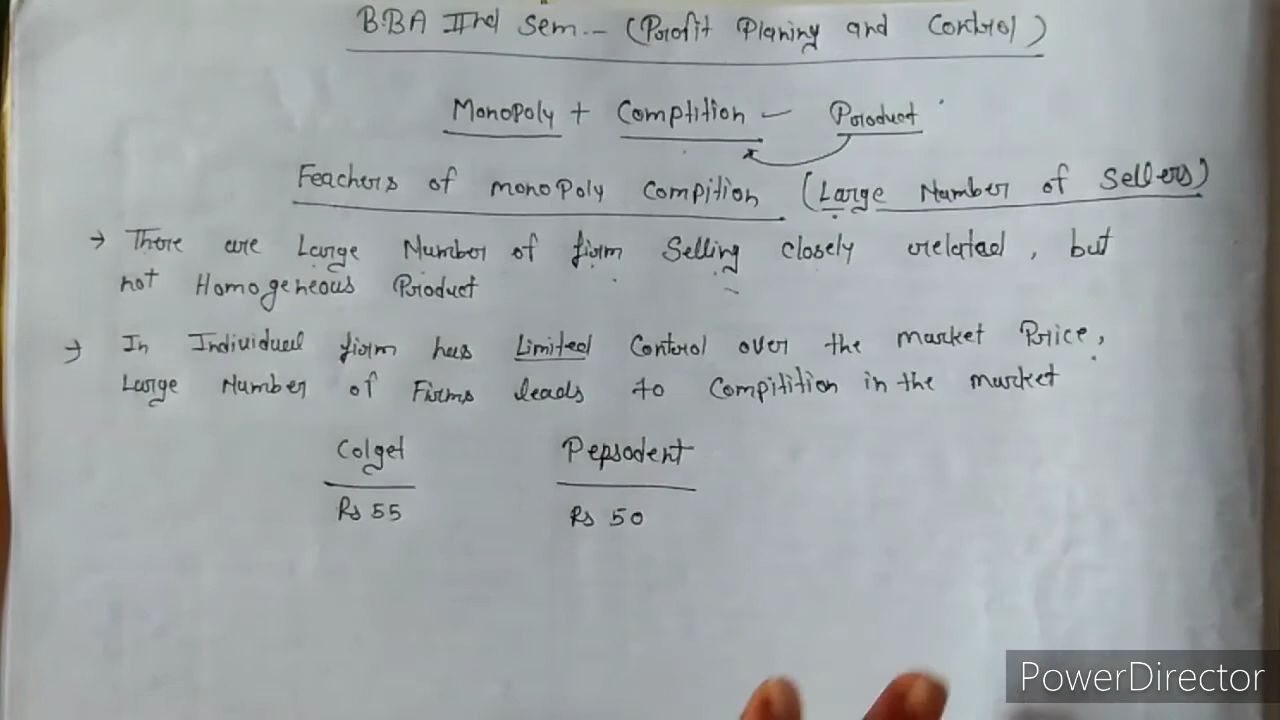 BBA IInd Sem. - (Profit Planing and Control)
Monopoly + Comptition - Product
Feachers of monopoly Compition (Large Number of Sellers)
→ There are Large Number of firm Selling closely related, but
not Homogeneous Product
→ In Individual firm has Limited Control over the market Price,
Large Number of Firms leads to Compitition in the market
Colget Pepsodent
Rs 55 Rs 50
PowerDirector